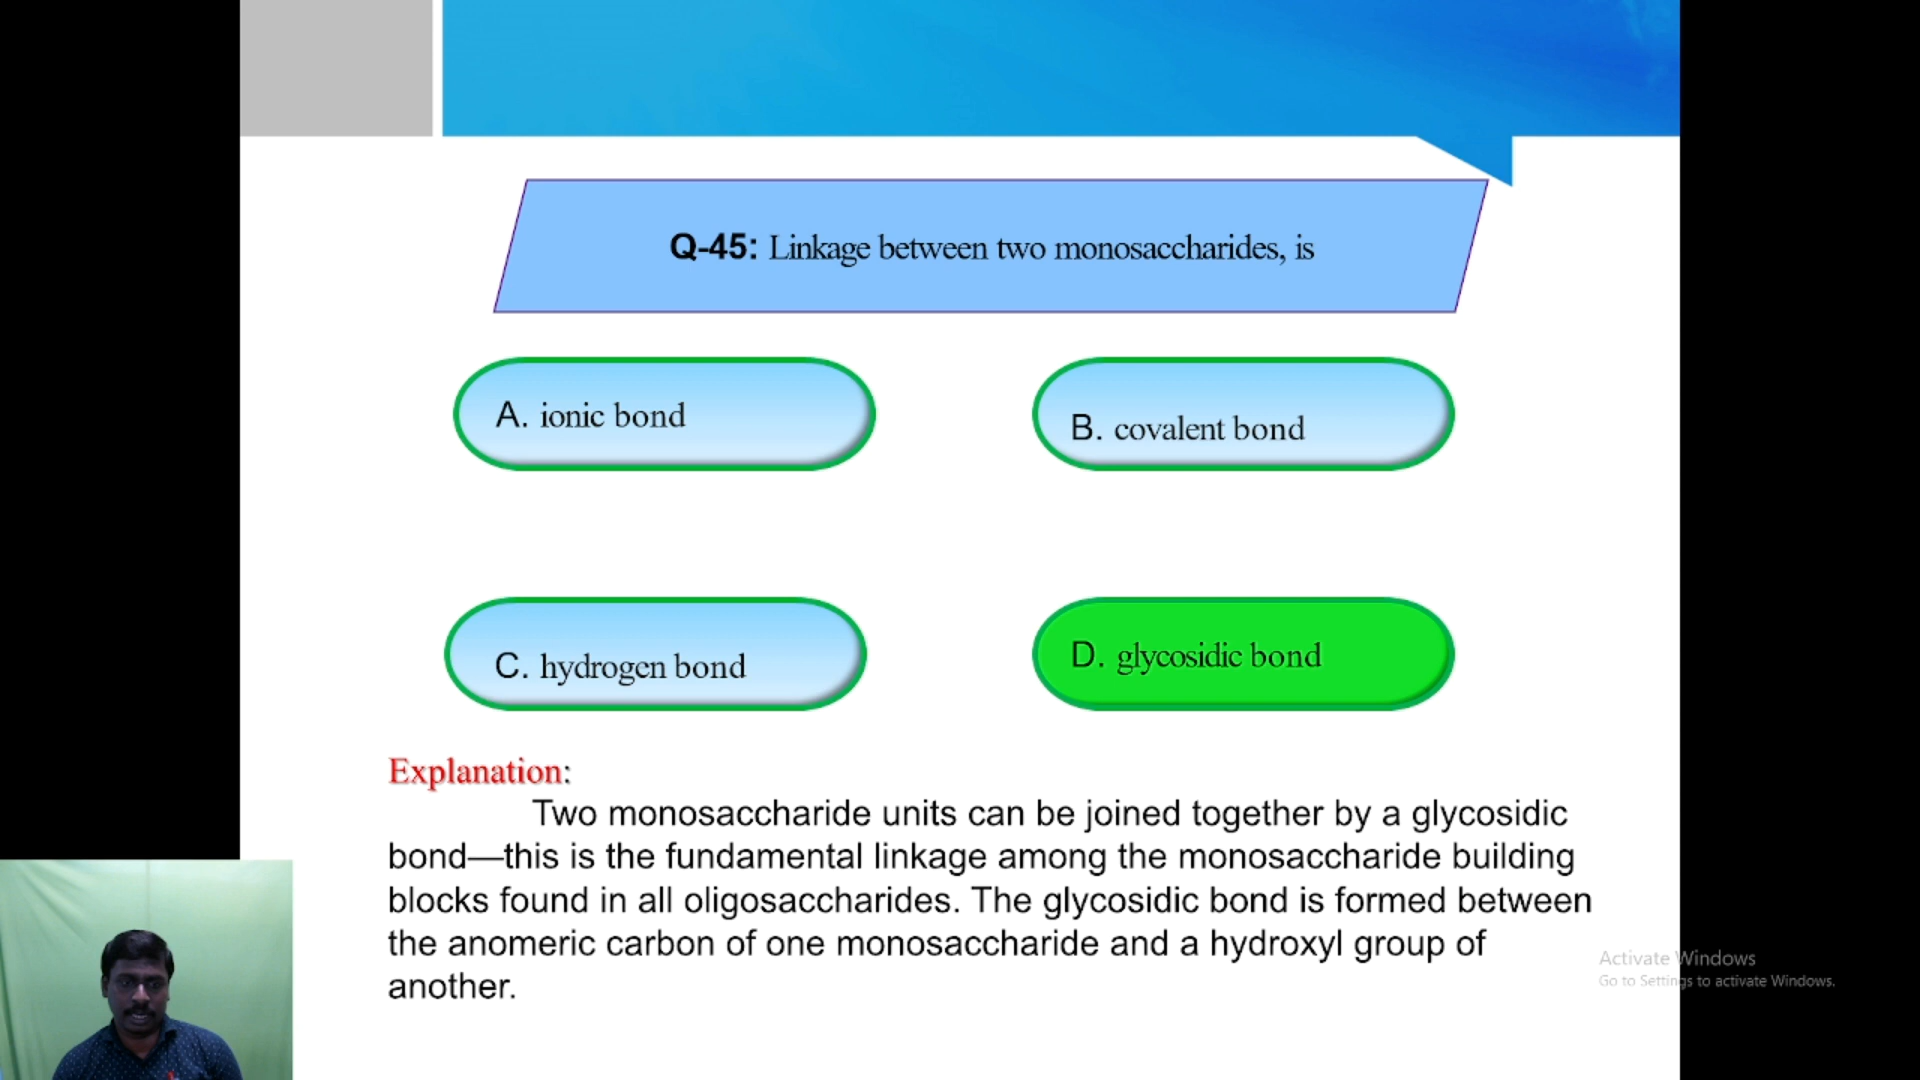 Q-45: Linkage between two monosaccharides, is
A. ionic bond
B. covalent bond
C. hydrogen bond
D. glycosidic bond
Explanation:
Two monosaccharide units can be joined together by a glycosidic
bond—this is the fundamental linkage among the monosaccharide building
blocks found in all oligosaccharides. The glycosidic bond is formed between
the anomeric carbon of one monosaccharide and a hydroxyl group of
another.
Activate Windows
Go to Settings to activate Windows.